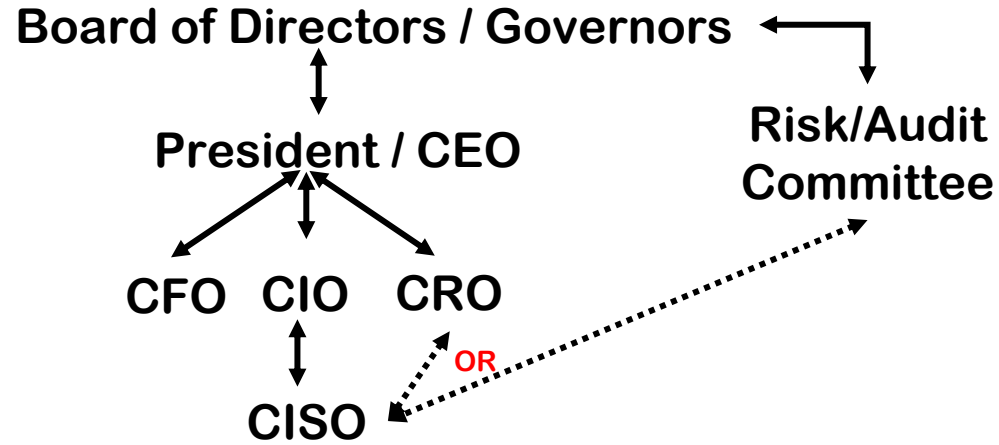 Board of Directors / Governors
Risk/Audit
Committee
President / CEO
CFO
CIO
CRO
OR
CISO